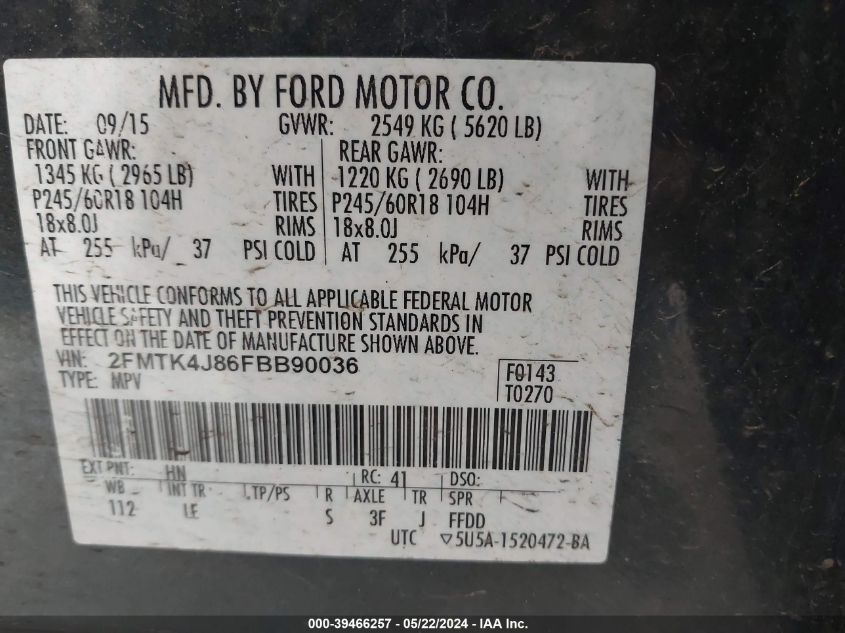 MFD. BY FORD MOTOR CO.
DATE: 09/15 GVWR: 2549 KG ( 5620 LB)
FRONT GAWR: REAR GAWR:
1345 KG ( 2965 LB) WITH 1220 KG ( 2690 LB) WITH
P245/60R18 104H TIRES P245/60R18 104H TIRES
18x8.0J RIMS 18x8.0J RIMS
AT 255 kPa/ 37 PSI COLD AT 255 kPa/ 37 PSI COLD
THIS VEHICLE CONFORMS TO ALL APPLICABLE FEDERAL MOTOR
VEHICLE SAFETY AND THEFT PREVENTION STANDARDS IN
EFFECT ON THE DATE OF MANUFACTURE SHOWN ABOVE.
VIN: 2FMTK4J86FBB90036 F0143
TYPE: MPV T0270
EXT PNT: HN RC: 41 DSO:
WB INT TR TP/PS R AXLE TR SPR
112 LE S 3F J FFDD
UTC ▽5U5A-1520472-BA
000-39466257 - 05/22/2024 - IAA Inc.